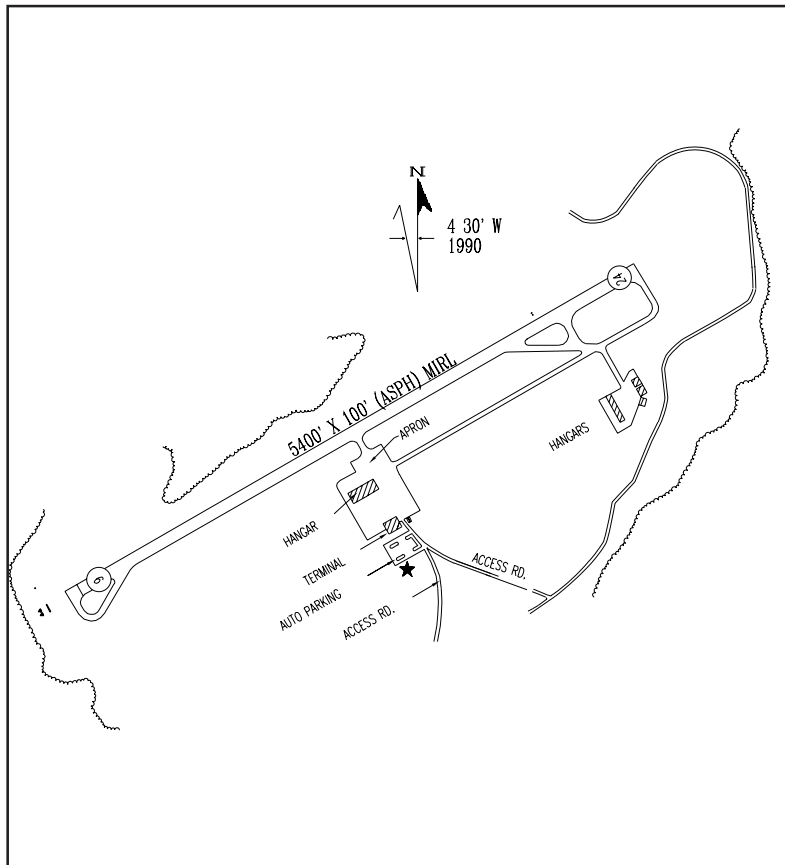 N
4 30' W
1990
24
5400' X 100' (ASPH) MIRL
APRON
HANGARS
HANGAR
TERMINAL
ACCESS RD.
6
AUTO PARKING
ACCESS RD.